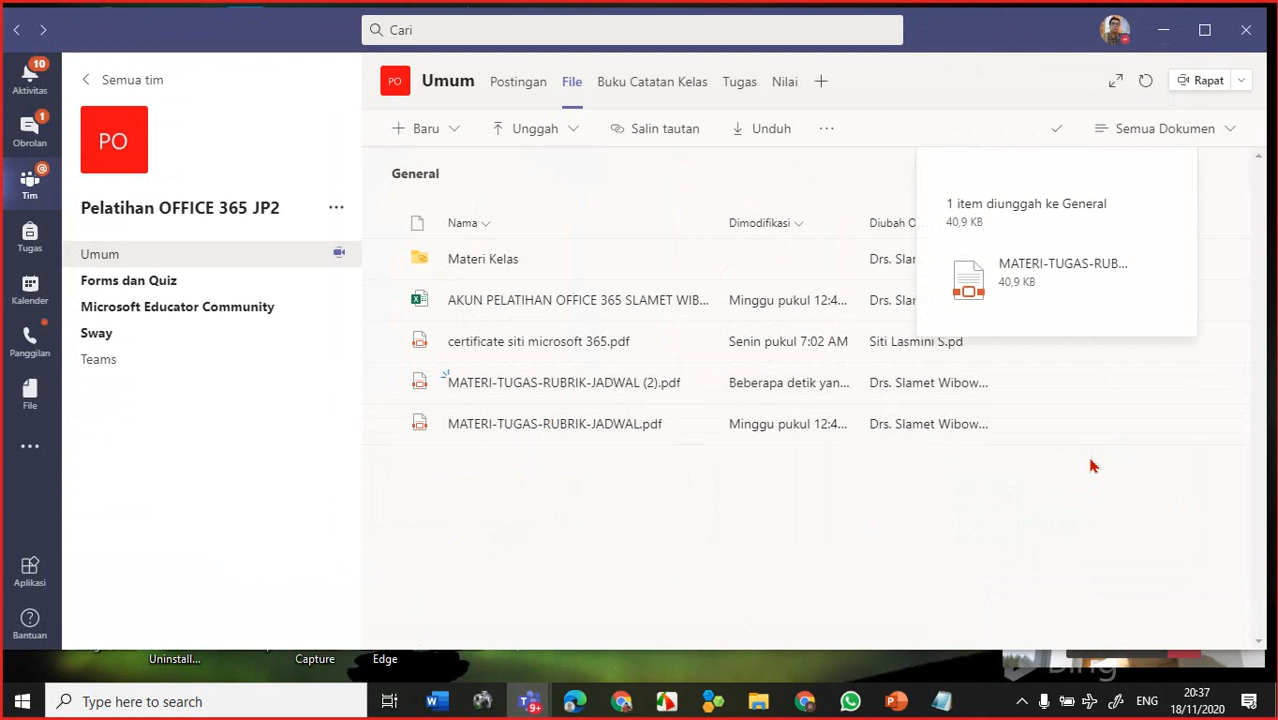 Cari
10
Aktivitas
1
Obrolan
@
Tim
Tugas
Kalender
Panggilan
File
Aplikasi
Bantuan
Semua tim
PO
Pelatihan OFFICE 365 JP2
Umum
Forms dan Quiz
Microsoft Educator Community
Sway
Teams
PO
Umum
Postingan
File
Buku Catatan Kelas
Tugas
Nilai
Rapat
Baru
Unggah
Salin tautan
Unduh
Semua Dokumen
General
Nama
Dimodifikasi
Diubah O
Materi Kelas
Drs. Sla
AKUN PELATIHAN OFFICE 365 SLAMET WIB...
Minggu pukul 12:4...
Drs. Sla
certificate siti microsoft 365.pdf
Senin pukul 7:02 AM
Siti Lasmini S.pd
MATERI-TUGAS-RUBRIK-JADWAL (2).pdf
Beberapa detik yan...
Drs. Slamet Wibow...
MATERI-TUGAS-RUBRIK-JADWAL.pdf
Minggu pukul 12:4...
Drs. Slamet Wibow...
1 item diunggah ke General
40,9 KB
MATERI-TUGAS-RUB...
40,9 KB
Uninstall...
Capture
Edge
Bing
Type here to search
9+
ENG
20:37
18/11/2020